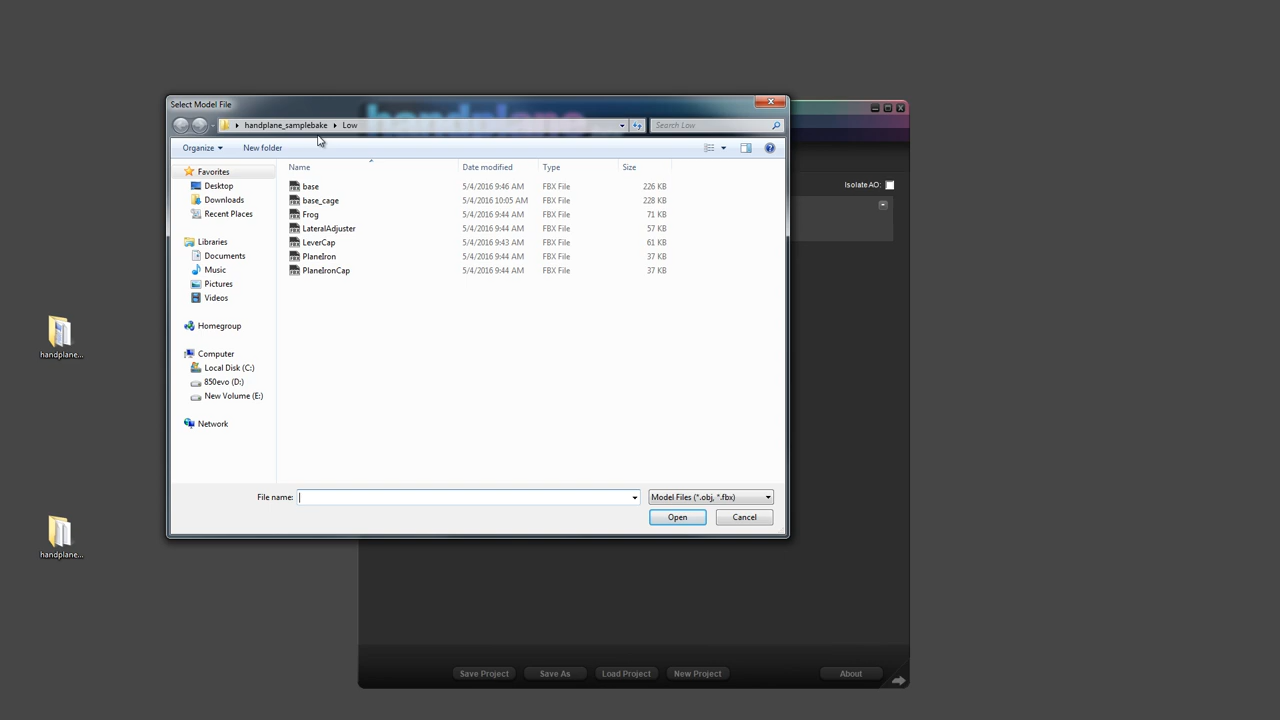 Select Model File
handplane
handplane_samplebake Low
Search Low
Organize New folder
Name Date modified Type Size
Favorites
Desktop
Downloads
Recent Places
Libraries
Documents
Music
Pictures
Videos
Homegroup
Computer
Local Disk (C:)
850evo (D:)
New Volume (E:)
Network
base 5/4/2016 9:46 AM FBX File 226 KB
base_cage 5/4/2016 10:05 AM FBX File 228 KB
Frog 5/4/2016 9:44 AM FBX File 71 KB
LateralAdjuster 5/4/2016 9:44 AM FBX File 57 KB
LeverCap 5/4/2016 9:43 AM FBX File 61 KB
PlaneIron 5/4/2016 9:44 AM FBX File 37 KB
PlaneIronCap 5/4/2016 9:44 AM FBX File 37 KB
File name: Model Files (*.obj, *.fbx)
Open Cancel
Isolate AO:
handplane...
handplane...
Save Project Save As Load Project New Project About